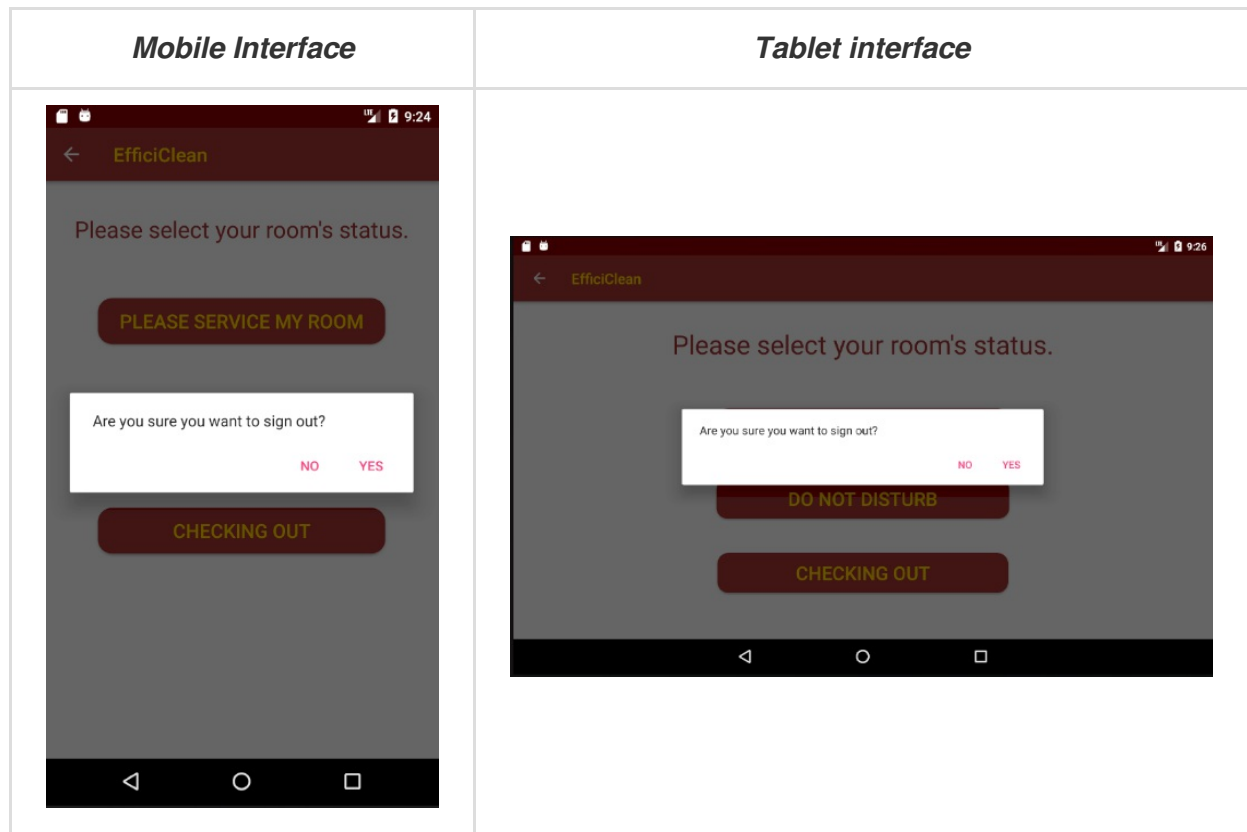 Mobile Interface
Tablet interface
LTE 9:24
EfficiClean
Please select your room's status.
PLEASE SERVICE MY ROOM
Are you sure you want to sign out?
NO YES
CHECKING OUT
LTE 9:26
EfficiClean
Please select your room's status.
Are you sure you want to sign out?
NO YES
DO NOT DISTURB
CHECKING OUT